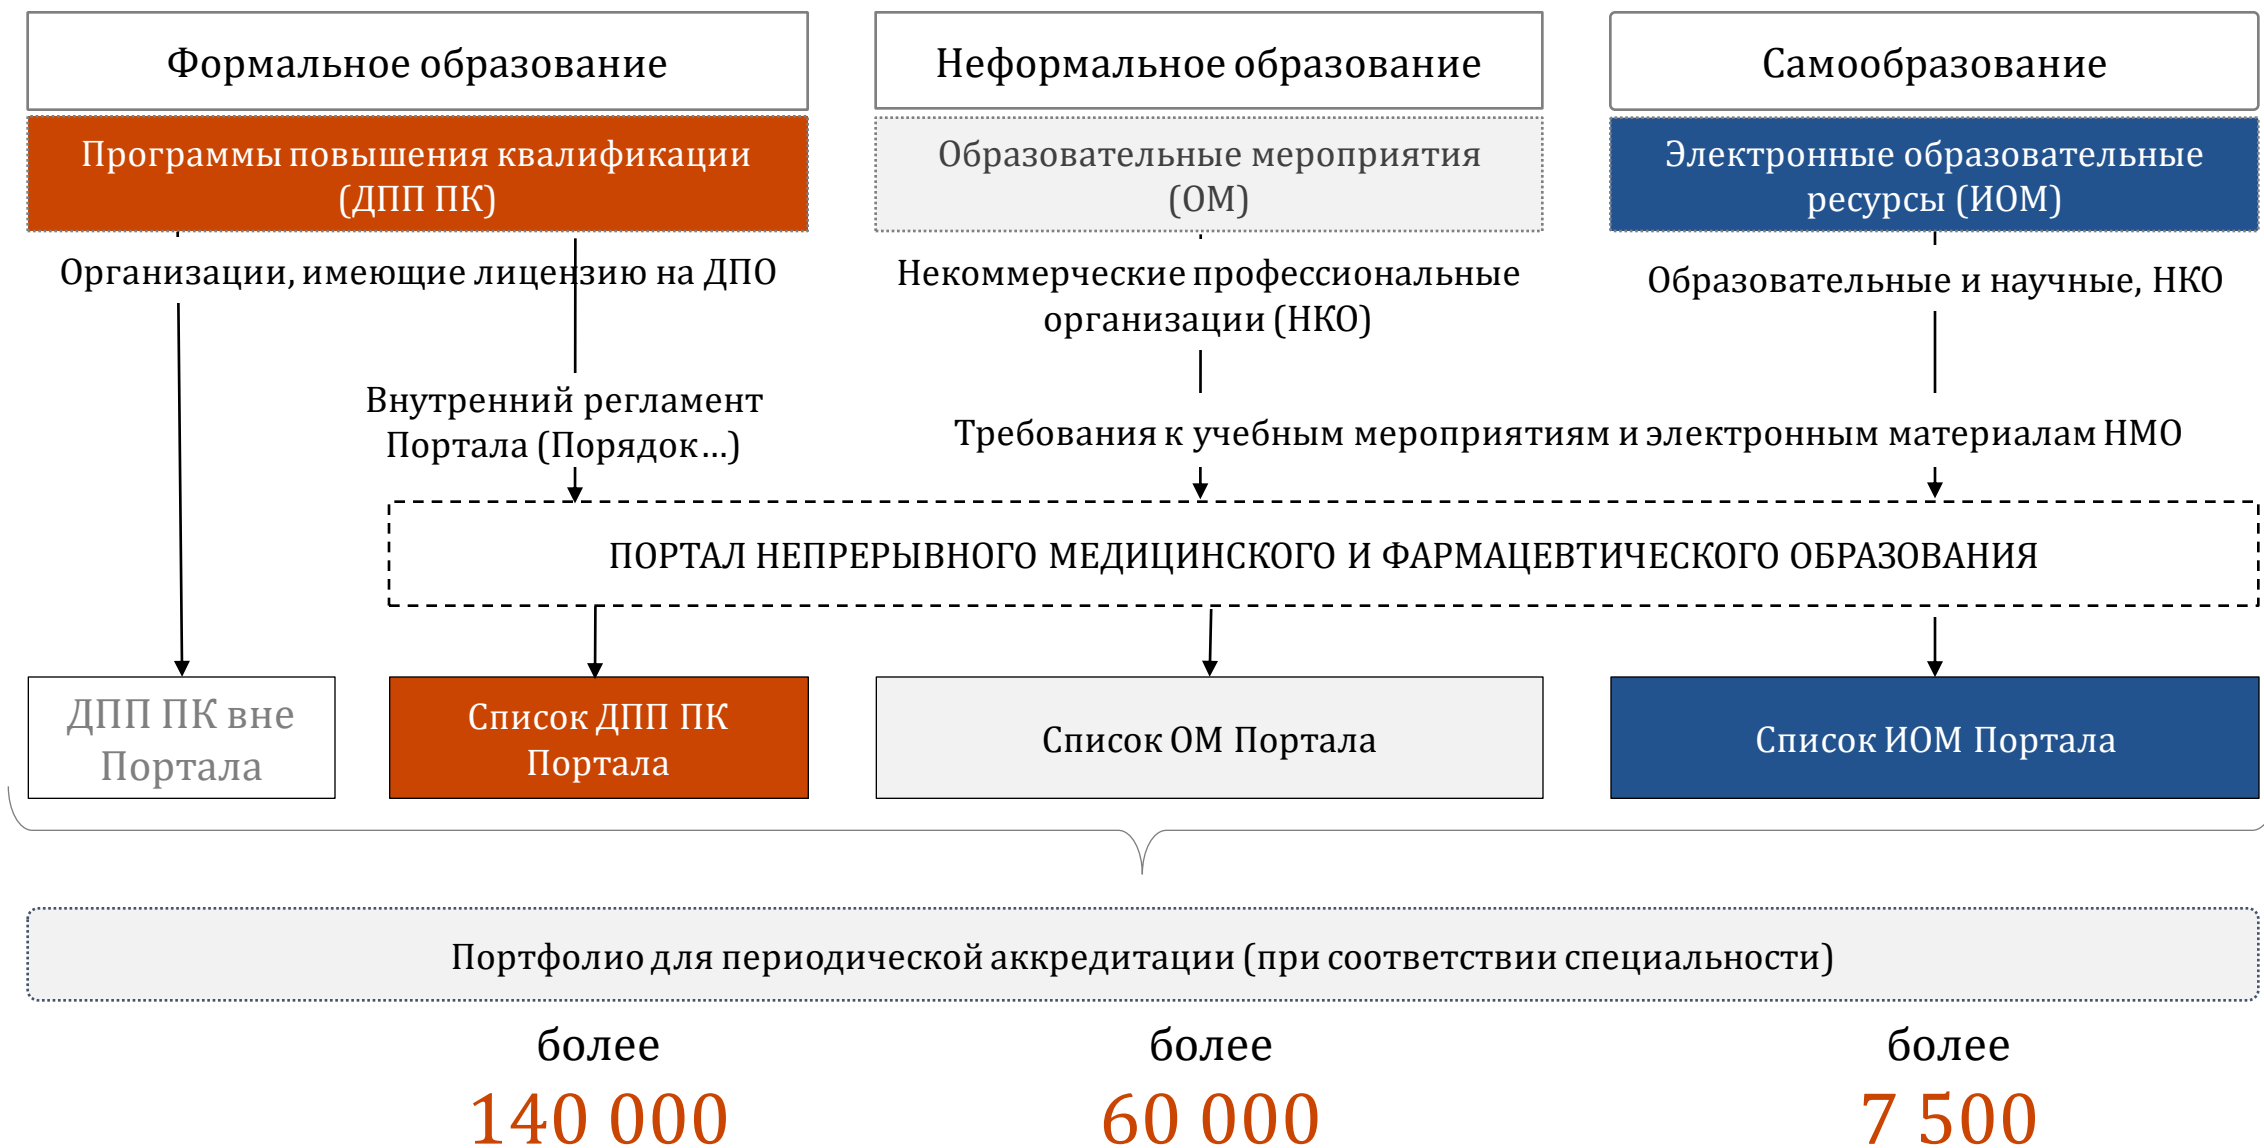 Формальное образование
Неформальное образование
Самообразование
Программы повышения квалификации
(ДПП ПК)
Образовательные мероприятия
(ОМ)
Электронные образовательные
ресурсы (ИОМ)
Организации, имеющие лицензию на ДПО
Некоммерческие профессиональные
организации (НКО)
Образовательные и научные, НКО
Внутренний регламент
Портала (Порядок...)
Требования к учебным мероприятиям и электронным материалам НМО
ПОРТАЛ НЕПРЕРЫВНОГО МЕДИЦИНСКОГО И ФАРМАЦЕВТИЧЕСКОГО ОБРАЗОВАНИЯ
ДПП ПК вне
Портала
Список ДПП ПК
Портала
Список ОМ Портала
Список ИОМ Портала
Портфолио для периодической аккредитации (при соответствии специальности)
более
140 000
более
60 000
более
7 500